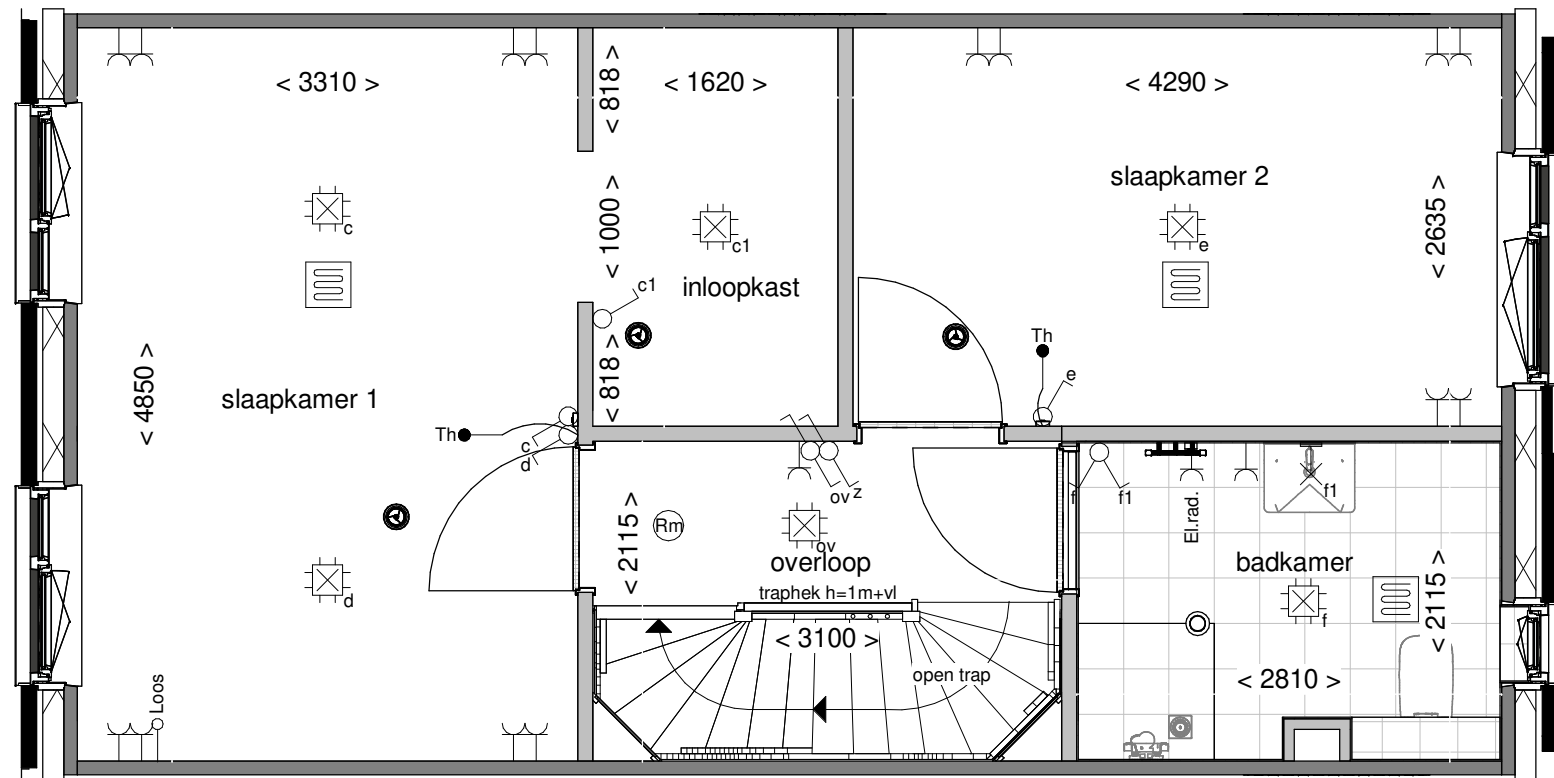 < 3310 >
< 818 >
< 1620 >
< 4290 >
slaapkamer 2
c
< 1000 >
c1
e
< 2635 >
c1
inloopkast
< 4850 >
slaapkamer 1
< 818 >
Th
e
Th
c
d
ov
z
f
f1
f1
El.rad.
< 2115 >
Rm
ov
overloop
badkamer
traphek h=1m+vl
d
f
< 2115 >
< 3100 >
open trap
< 2810 >
Loos